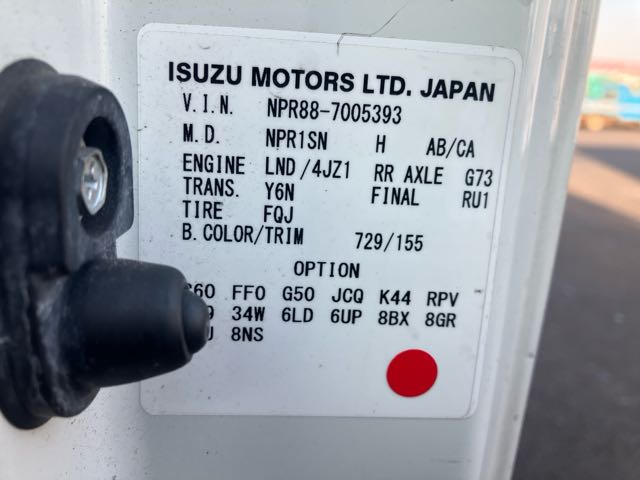 ISUZU MOTORS LTD. JAPAN
V.I.N. NPR88-7005393
M.D. NPR1SN H AB/CA
ENGINE LND/4JZ1 RR AXLE G73
TRANS. Y6N FINAL RU1
TIRE FQJ
B.COLOR/TRIM 729/155
OPTION
FF0 G50 JCQ K44 RPV
34W 6LD 6UP 8BX 8GR
8NS